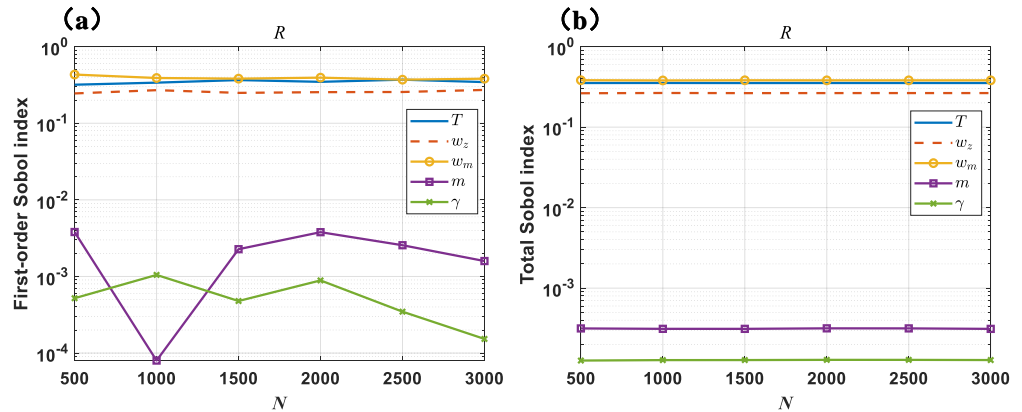 (a)
R
First-order Sobol index
10^0
10^-1
10^-2
10^-3
10^-4
500 1000 1500 2000 2500 3000
N
T
w_z
w_m
m
γ
(b)
R
Total Sobol index
10^0
10^-1
10^-2
10^-3
500 1000 1500 2000 2500 3000
N
T
w_z
w_m
m
γ